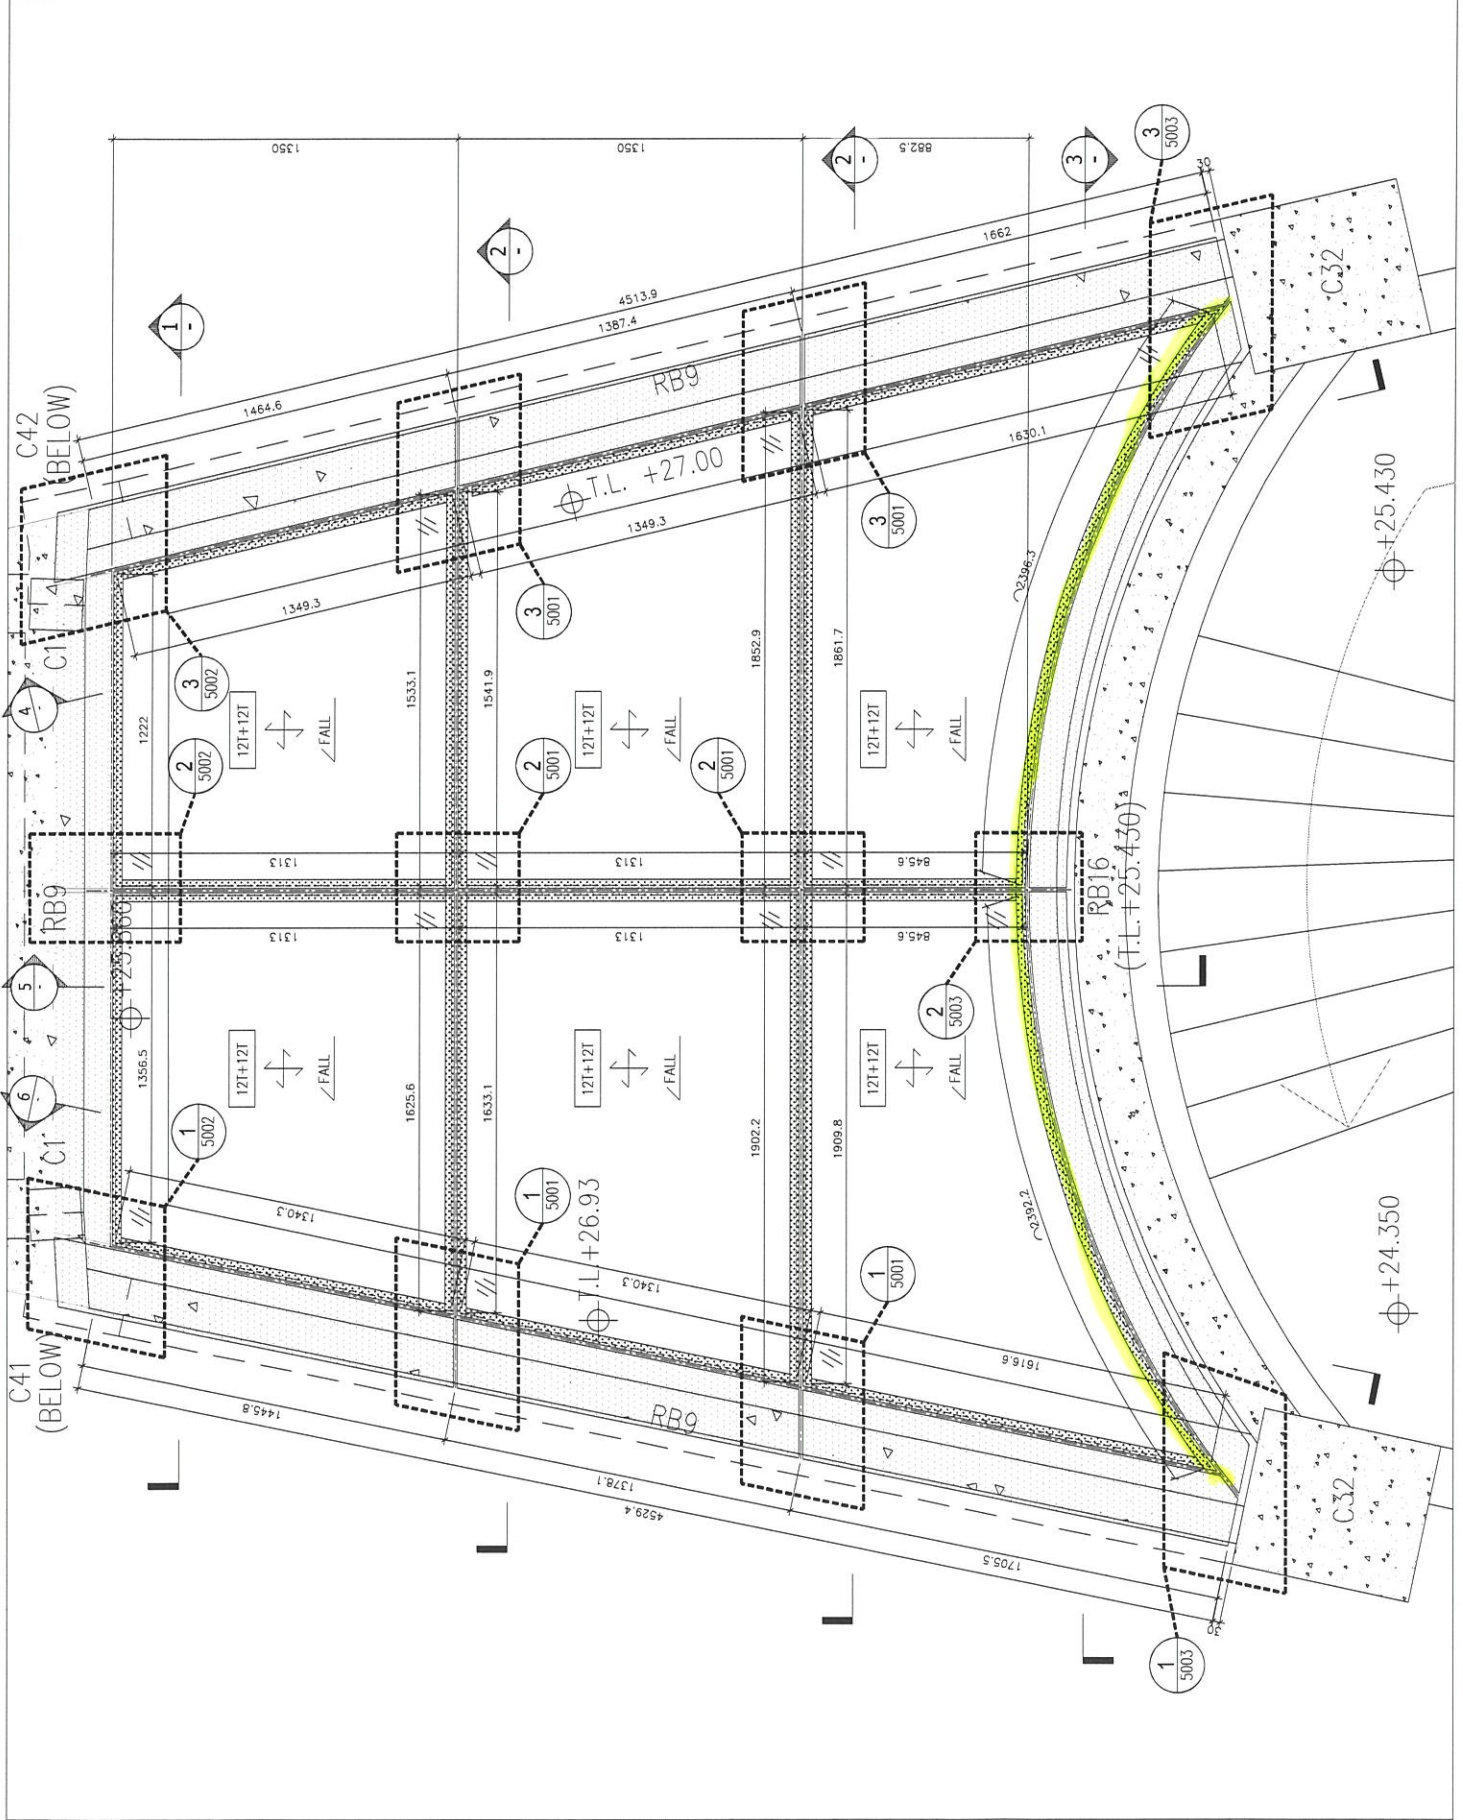 C42
(BELOW)
1350
1350
882.5
3
5003
2
-
3
-
2
-
1
-
30
1662
4513.9
1387.4
1464.6
C32
RB9
T.L. +27.00
1630.1
1349.3
1349.3
3
5001
3
5001
3
5002
+25.430
~2396.3
C1
4
-
1222
1533.1
1541.9
1852.9
1861.7
12T+12T
FALL
12T+12T
FALL
12T+12T
FALL
2
5002
2
5001
2
5001
RB9
1313
1313
845.6
1313
1313
845.6
RB16
(T.L.+25.430)
5
-
6
-
2
5003
1356.5
1625.6
1633.1
1902.2
1909.8
12T+12T
FALL
12T+12T
FALL
12T+12T
FALL
C1
1
5002
1
5001
1
5001
~2392.2
1340.3
1340.3
T.L.+26.93
1616.6
+24.350
C41
(BELOW)
RB9
1445.8
1378.1
4529.4
1705.5
30
C32
1
5003